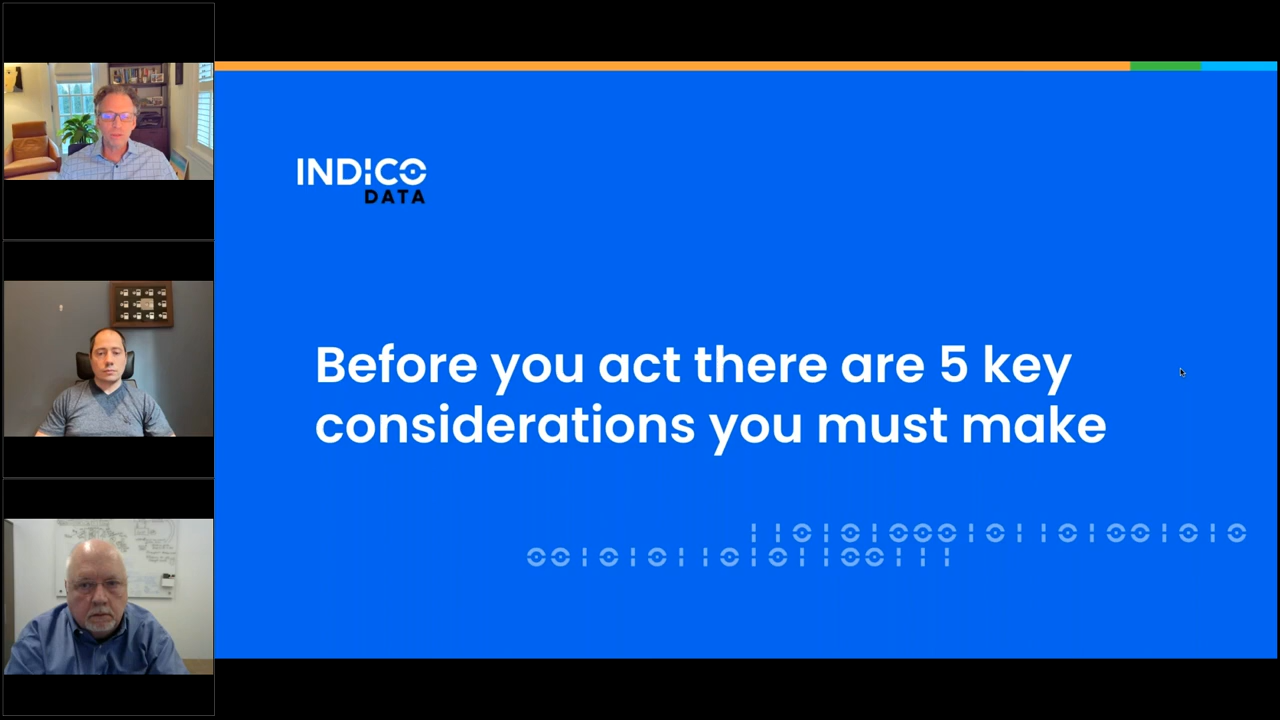 INDICO
DATA
Before you act there are 5 key
considerations you must make